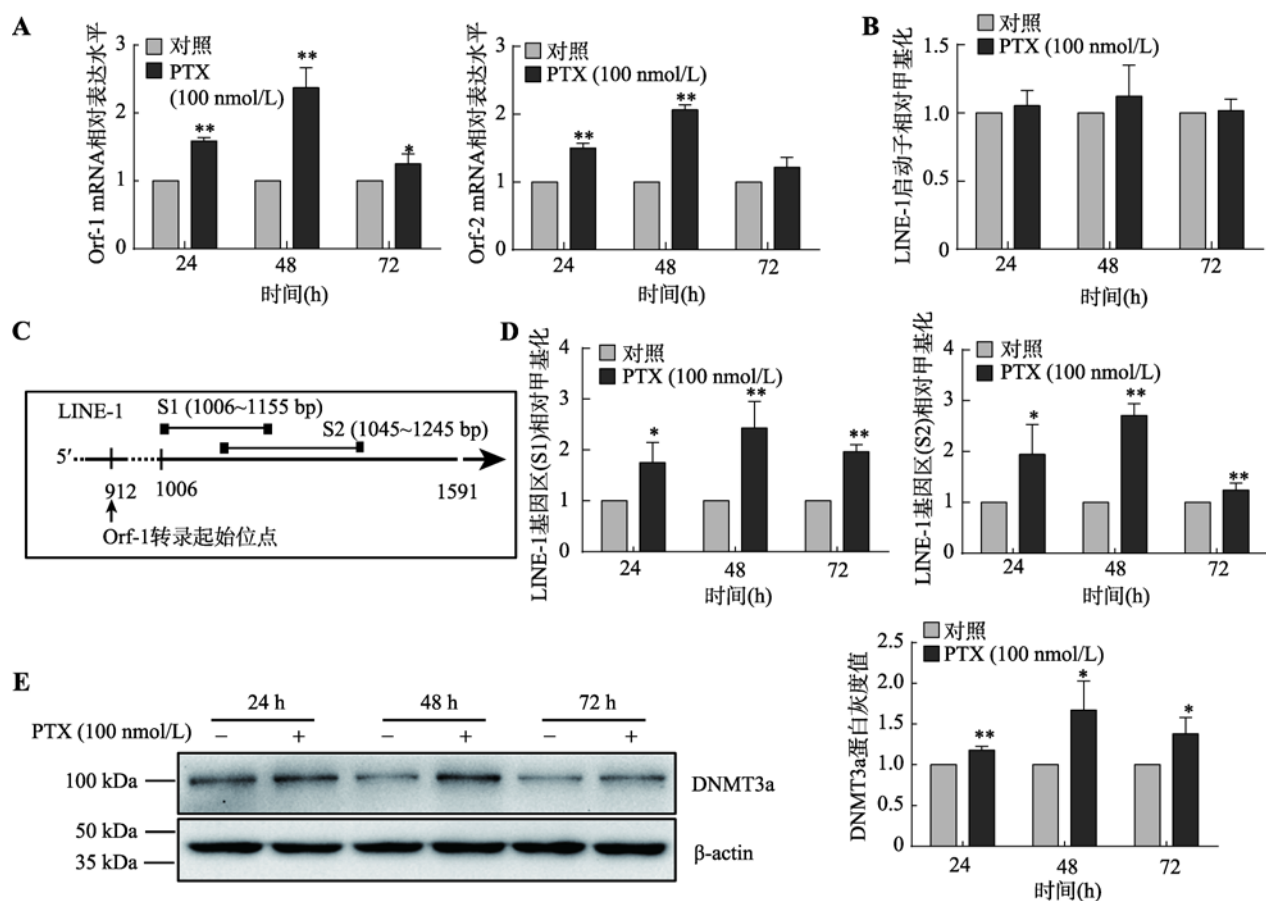 A
Orf-1 mRNA相对表达水平
3
2
1
0
对照
PTX
(100 nmol/L)
**
**
*
24
48
72
时间(h)
Orf-2 mRNA相对表达水平
3
2
1
0
对照
PTX (100 nmol/L)
**
**
24
48
72
时间(h)
B
LINE-1启动子相对甲基化
1.5
1.0
0.5
0
对照
PTX (100 nmol/L)
24
48
72
时间(h)
C
LINE-1
S1 (1006~1155 bp)
S2 (1045~1245 bp)
5′
912
1006
1591
Orf-1转录起始位点
D
LINE-1基因区(S1)相对甲基化
4
3
2
1
0
对照
PTX (100 nmol/L)
*
**
**
24
48
72
时间(h)
LINE-1基因区(S2)相对甲基化
4
3
2
1
0
对照
PTX (100 nmol/L)
*
**
**
24
48
72
时间(h)
E
24 h
48 h
72 h
PTX (100 nmol/L)
− + − + − +
100 kDa
DNMT3a
50 kDa
35 kDa
β-actin
DNMT3a蛋白灰度值
2.5
2.0
1.5
1.0
0.5
0
对照
PTX (100 nmol/L)
**
*
*
24
48
72
时间(h)